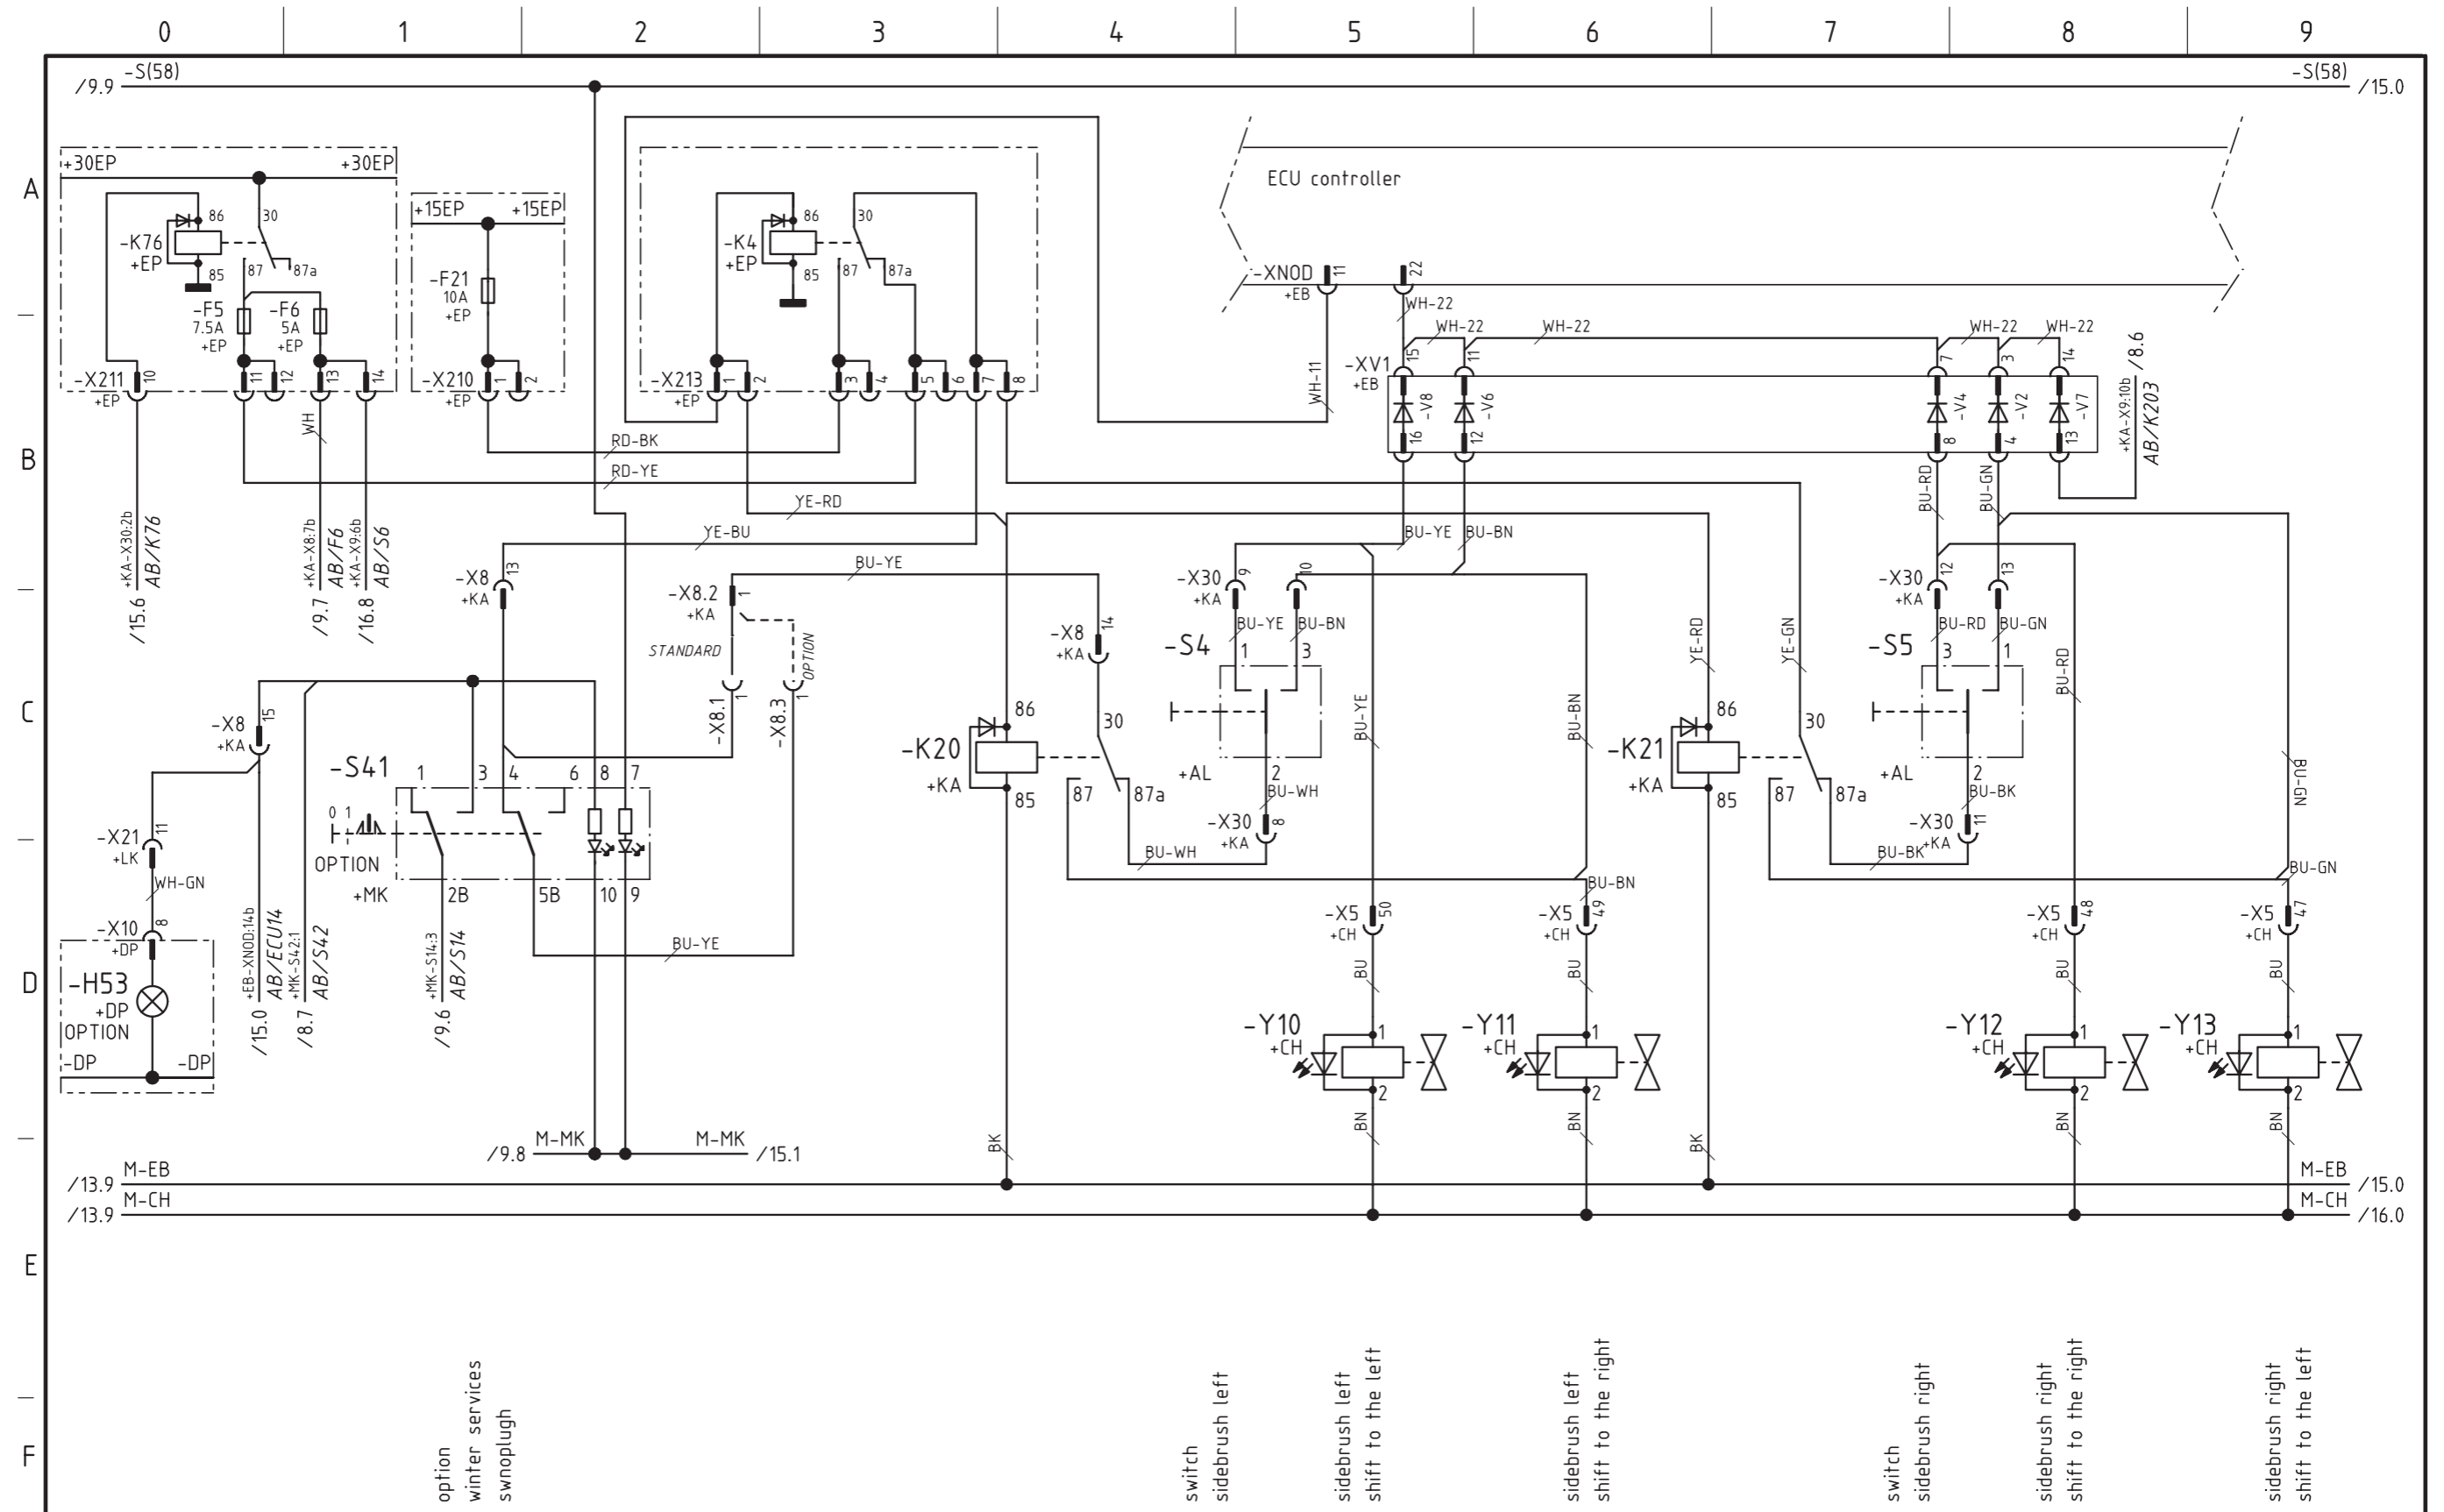 0 1 2 3 4 5 6 7 8 9
-S(58) -S(58)
/9.9 /15.0
A
B
C
D
E
F
+30EP +30EP
86 30
-K76
+EP
85 87 87a
-F5 -F6
7.5A 5A
+EP +EP
-X211 10 11 12 13 14
+EP
WH
+KA-X30:2b
AB/K76
/15.6
+KA-X8:7b
AB/F6
/9.7
+KA-X9:6b
AB/S6
/16.8
+15EP +15EP
-F21
10A
+EP
-X210 1 2
+EP
86 30
-K4
+EP
85 87 87a
-X213 1 2 3 4 5 6 7 8
+EP
RD-BK
RD-YE
YE-RD
YE-BU
BU-YE
ECU controller
-XNOD 11 22
+EB
WH-22
WH-22 WH-22 WH-22 WH-22
WH-11
-XV1 15 11 7 3 14
+EB
-V8 -V6 -V4 -V2 -V7
16 12 8 4 13
+KA-X9:10b
AB/K203
/8.6
BU-YE BU-BN
BU-RD BU-GN
-X8 13
+KA
-X8.2 1
+KA
STANDARD
OPTION
-X8.1 1
-X8.3 1
-X8 14
+KA
-X30 9 10
+KA
BU-YE BU-BN
-S4 1 3
+AL 2
BU-WH
-X30 8
+KA
BU-WH
BU-YE
BU-BN
YE-RD
YE-GN
-X30 12 13
+KA
BU-RD BU-GN
-S5 3 1
+AL 2
BU-BK
-X30 11
+KA
BU-BK
BU-RD
BU-GN
BU-GN
BU-BN
-X8 15
+KA
-S41 1 3 4 6 8 7
0 1
OPTION
+MK 2B 5B 10 9
BU-YE
86 30
-K20
+KA
85 87 87a
86 30
-K21
+KA
85 87 87a
-X21 11
+LK
WH-GN
-X10 8
+DP
-H53
+DP
OPTION
-DP -DP
+EB-XNOD:14b
AB/ECU14
/15.0
+MK-S42:1
AB/S42
/8.7
+MK-S14:3
AB/S14
/9.6
-X5 50
+CH
BU
-Y10 1
+CH
2
BN
-X5 49
+CH
BU
-Y11 1
+CH
2
BN
-X5 48
+CH
BU
-Y12 1
+CH
2
BN
-X5 47
+CH
BU
-Y13 1
+CH
2
BN
BK
BK
M-MK M-MK
/9.8 /15.1
M-EB M-EB
/13.9 /15.0
M-CH M-CH
/13.9 /16.0
option
winter services
swnoplugh
switch
sidebrush left
sidebrush left
shift to the left
sidebrush left
shift to the right
switch
sidebrush right
sidebrush right
shift to the right
sidebrush right
shift to the left